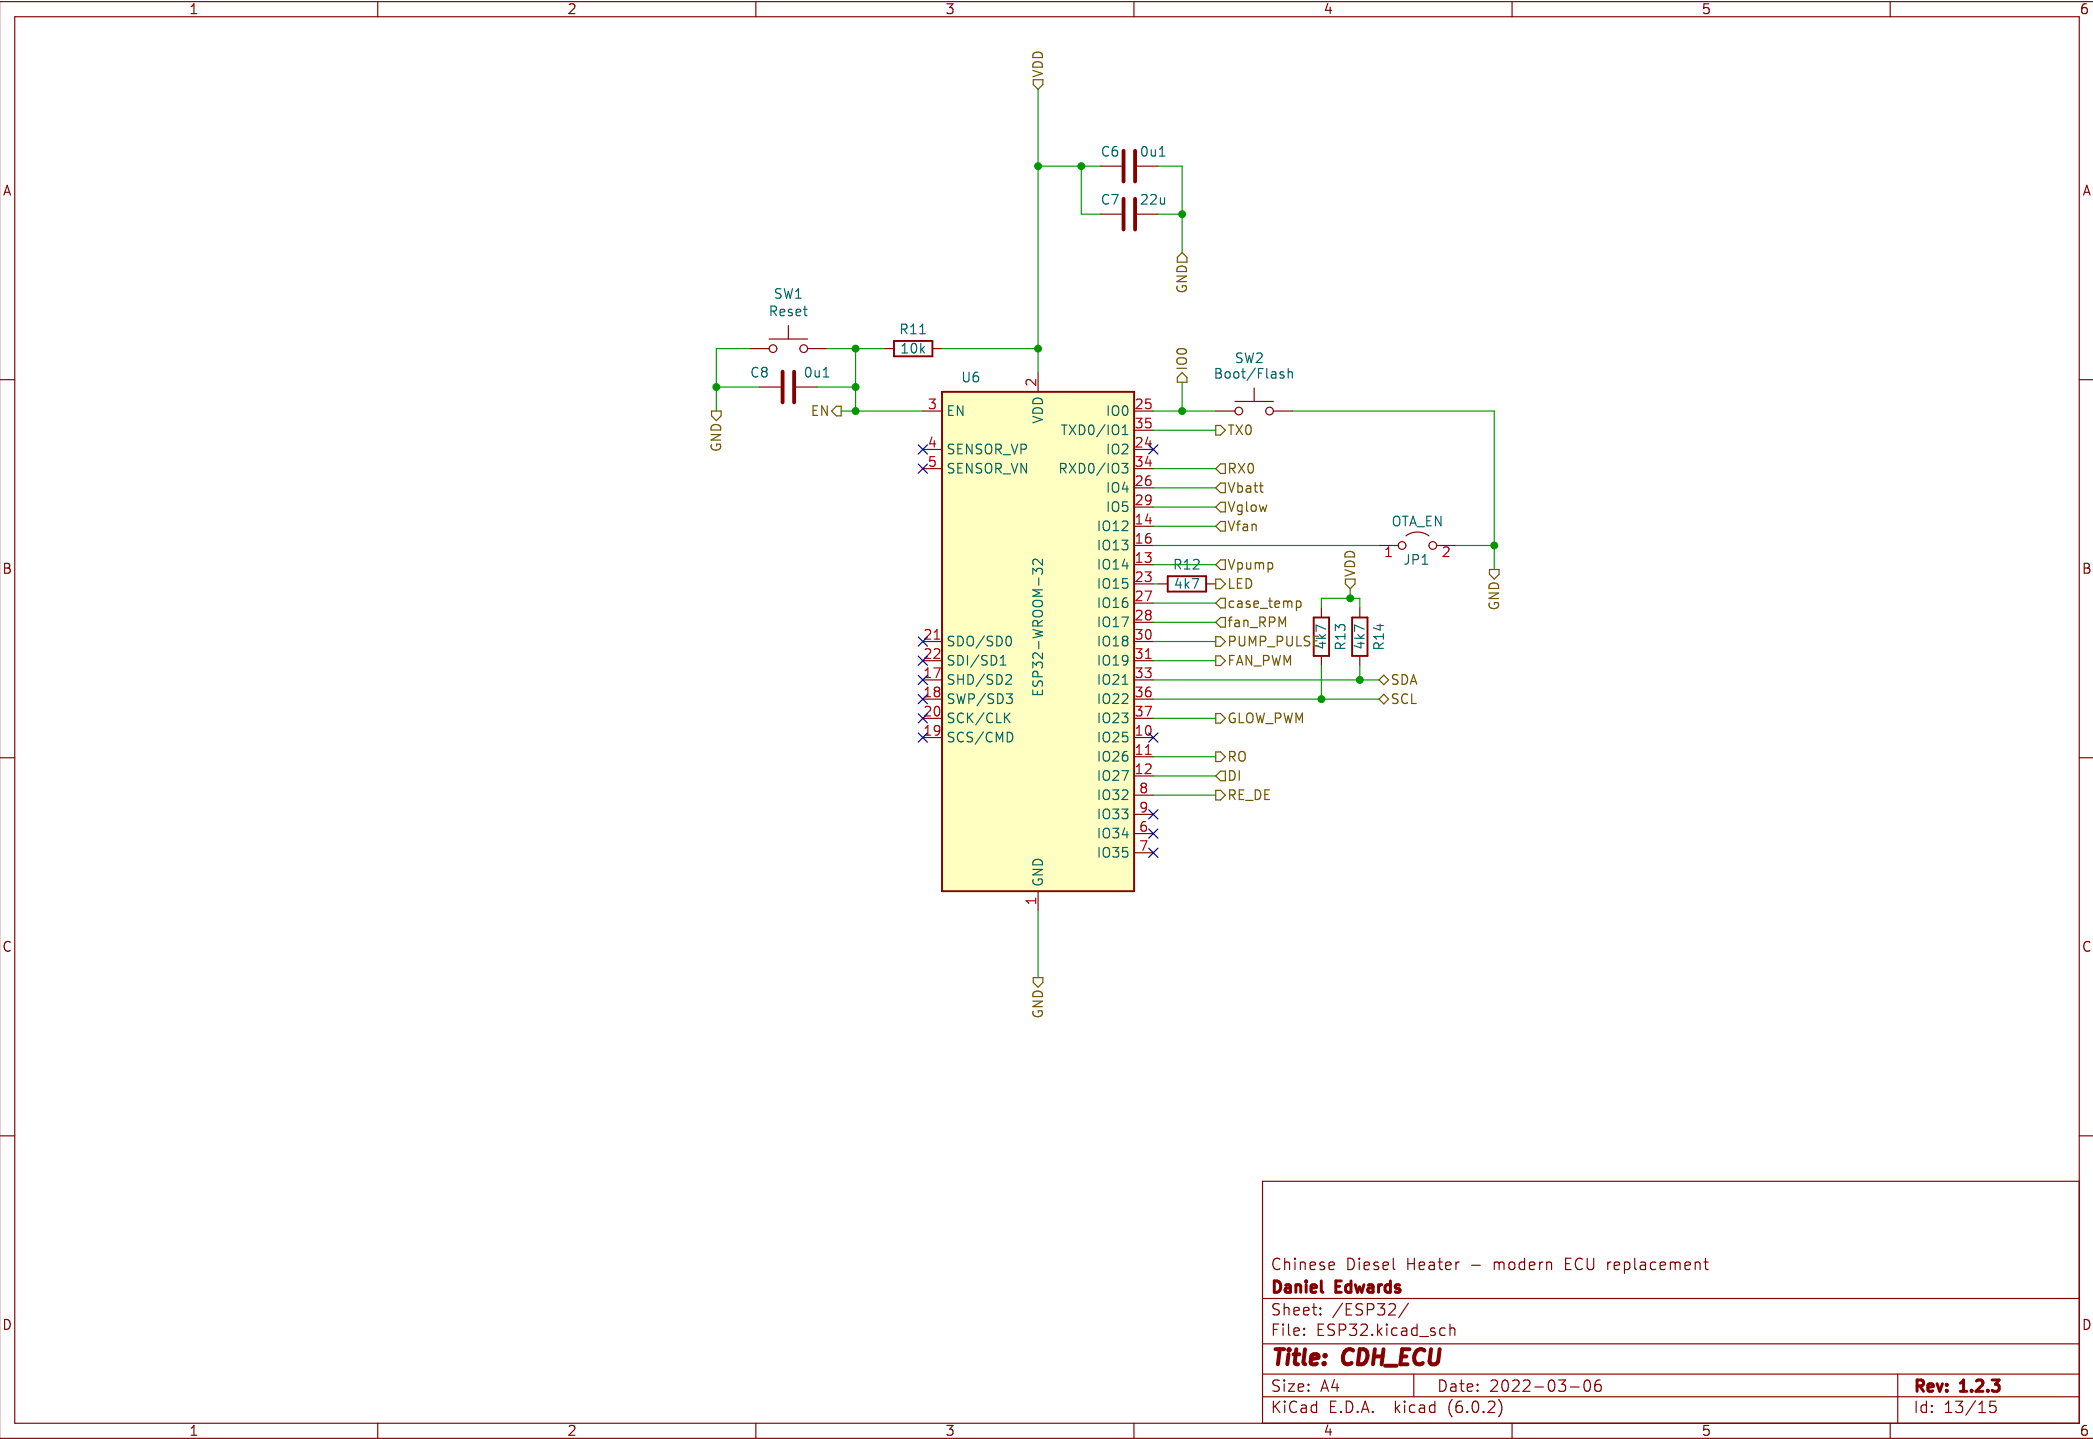 1 2 3 4 5 6
VDD
C6 0u1
A A
C7 22u
GND
SW1
Reset
R11
10k
IO0
SW2
Boot/Flash
C8 0u1
U6
2
EN
GND
3 EN
VDD
IO0 25
TXD0/IO1 35 TX0
4 SENSOR_VP
IO2 24
5 SENSOR_VN
RXD0/IO3 34 RX0
IO4 26 Vbatt
IO5 29 Vglow
IO12 14 Vfan
OTA_EN
IO13 16
1 2
JP1
VDD
GND
B B
IO14 13 Vpump
R12
IO15 23 4k7 LED
IO16 27 case_temp
IO17 28 fan_RPM
ESP32-WROOM-32
4k7 R13 4k7 R14
21 SDO/SD0
IO18 30 PUMP_PULS
22 SDI/SD1
IO19 31 FAN_PWM
17 SHD/SD2
IO21 33 SDA
18 SWP/SD3
IO22 36 SCL
20 SCK/CLK
IO23 37 GLOW_PWM
19 SCS/CMD
IO25 10
IO26 11 RO
IO27 12 DI
IO32 8 RE_DE
IO33 9
IO34 6
IO35 7
GND
1
C C
GND
Chinese Diesel Heater – modern ECU replacement
Daniel Edwards
Sheet: /ESP32/
D D
File: ESP32.kicad_sch
Title: CDH_ECU
Size: A4 Date: 2022-03-06 Rev: 1.2.3
KiCad E.D.A. kicad (6.0.2) Id: 13/15
1 2 3 4 5 6